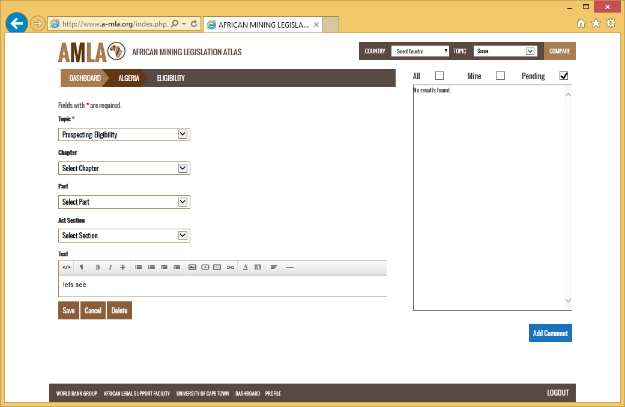 http://www.a-mla.org/index.php
AFRICAN MINING LEGISLA...
AMLA
AFRICAN MINING LEGISLATION ATLAS
COUNTRY
Select Country
TOPIC
COMPARE
DASHBOARD
ALGERIA
ELIGIBILITY
All
Mine
Pending
No results found.
Fields with * are required.
Topic *
Prospecting: Eligibility
Chapter
Select Chapter
Part
Select Part
Act Section
Select Section
Text
lets see
Save
Cancel
Delete
Add Comment
WORLD BANK GROUP AFRICAN LEGAL SUPPORT FACILITY UNIVERSITY OF CAPE TOWN DASHBOARD PROFILE
LOGOUT